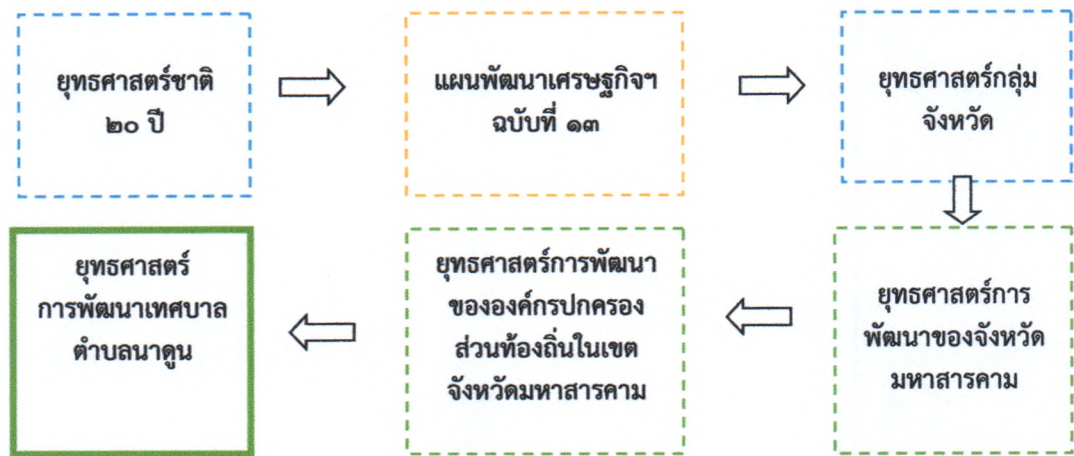 ยุทธศาสตร์ชาติ
๒๐ ปี
แผนพัฒนาเศรษฐกิจฯ
ฉบับที่ ๑๓
ยุทธศาสตร์กลุ่ม
จังหวัด
ยุทธศาสตร์การ
พัฒนาของจังหวัด
มหาสารคาม
ยุทธศาสตร์การพัฒนา
ขององค์กรปกครอง
ส่วนท้องถิ่นในเขต
จังหวัดมหาสารคาม
ยุทธศาสตร์
การพัฒนาเทศบาล
ตำบลนาดูน